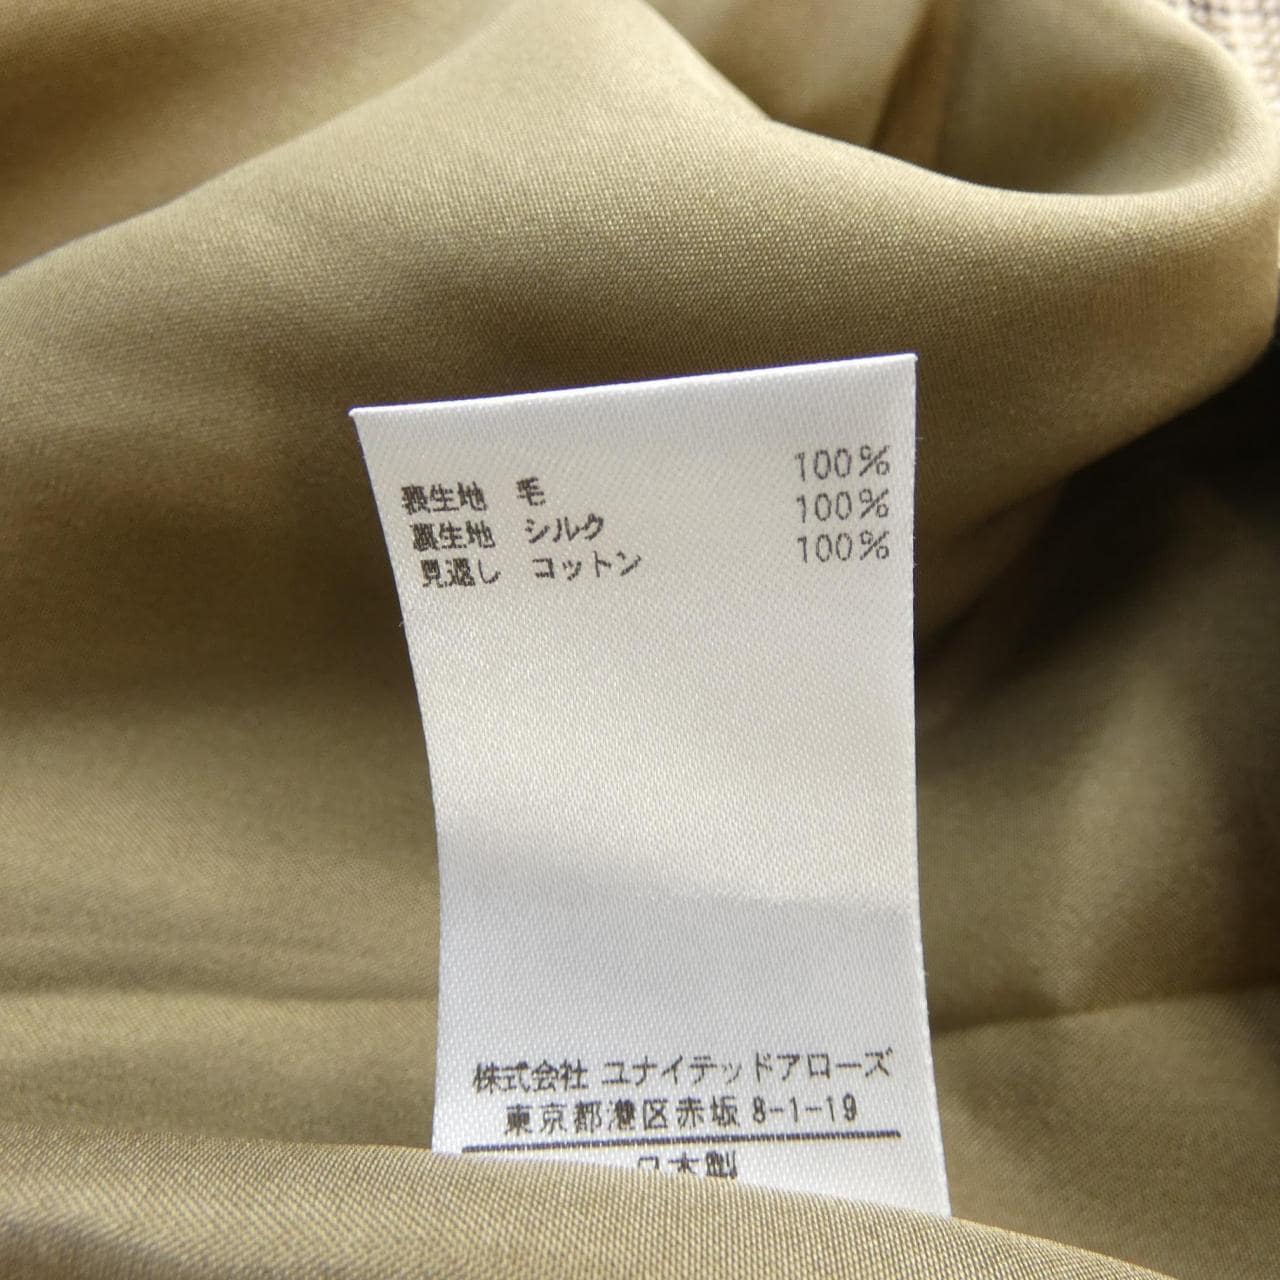 表生地 毛 100%
裏生地 シルク 100%
見返し コットン 100%
株式会社 ユナイテッドアローズ
東京都港区赤坂 8-1-19
日本製